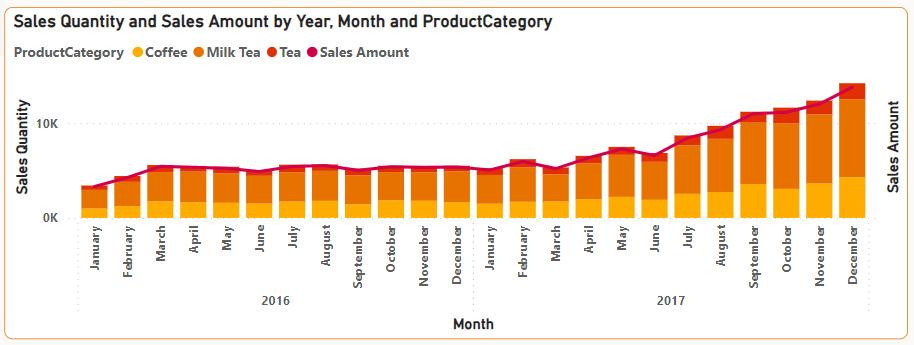 Sales Quantity and Sales Amount by Year, Month and ProductCategory
ProductCategory Coffee Milk Tea Tea Sales Amount
Sales Quantity
10K
0K
Sales Amount
January February March April May June July August September October November December January February March April May June July August September October November December
2016 2017
Month